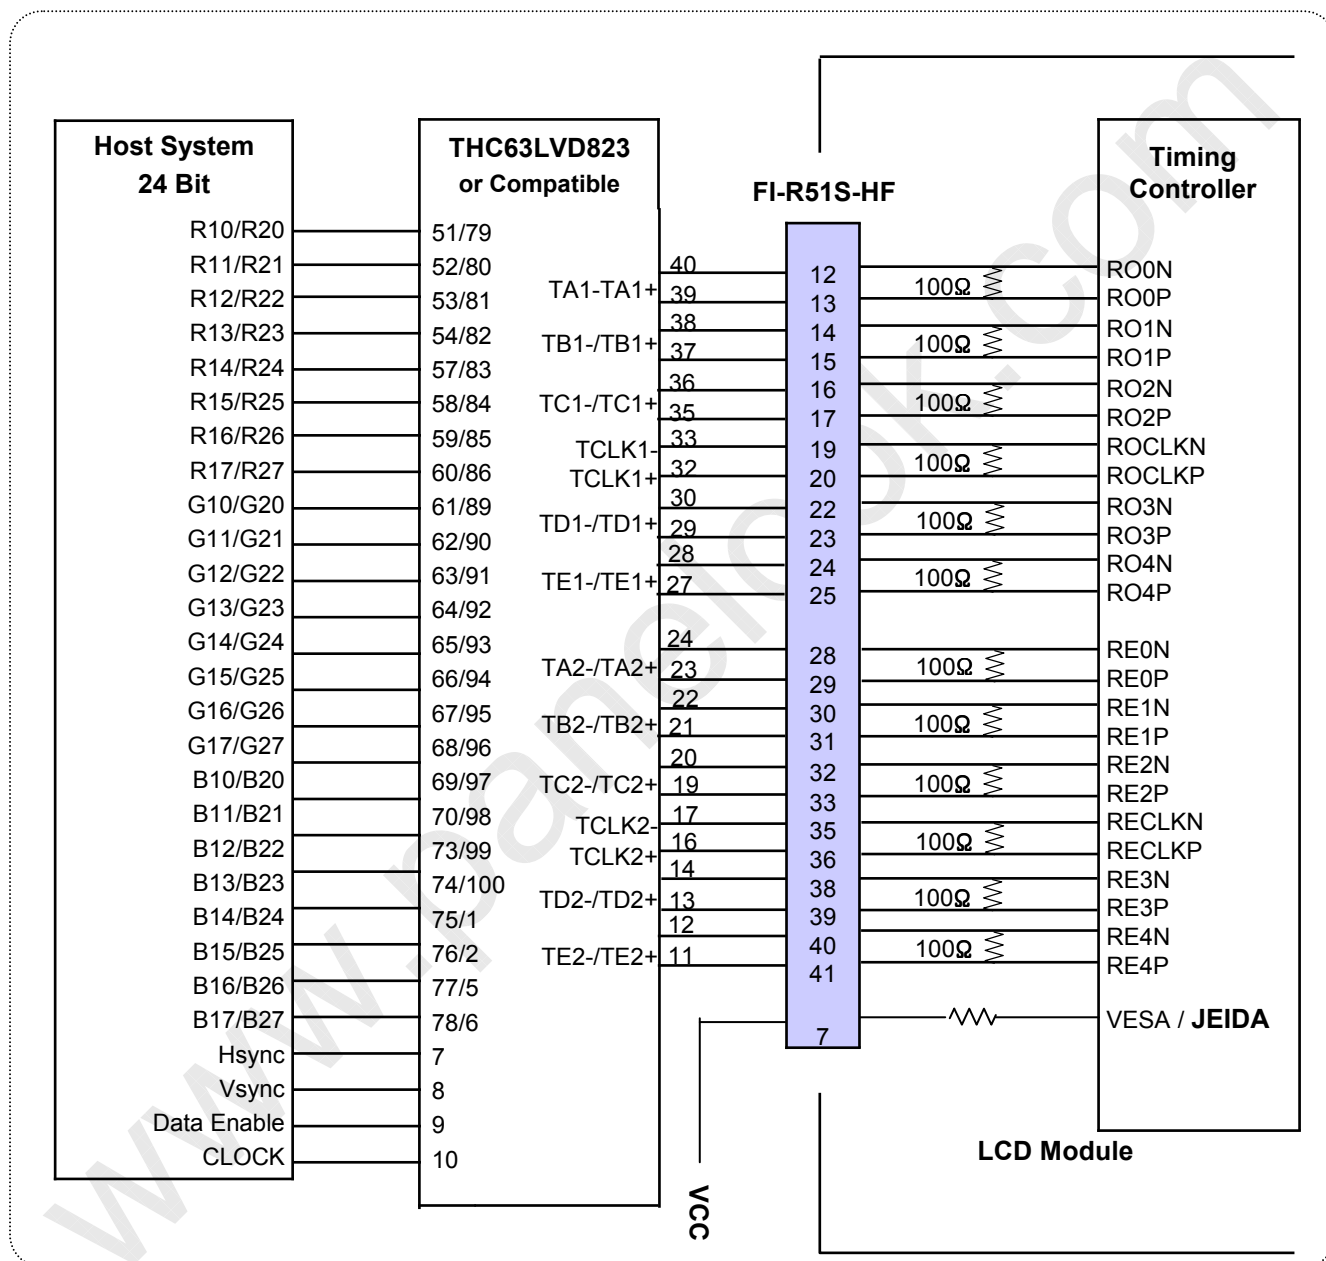 Host System
24 Bit
R10/R20
R11/R21
R12/R22
R13/R23
R14/R24
R15/R25
R16/R26
R17/R27
G10/G20
G11/G21
G12/G22
G13/G23
G14/G24
G15/G25
G16/G26
G17/G27
B10/B20
B11/B21
B12/B22
B13/B23
B14/B24
B15/B25
B16/B26
B17/B27
Hsync
Vsync
Data Enable
CLOCK
THC63LVD823
or Compatible
51/79
52/80
53/81
54/82
57/83
58/84
59/85
60/86
61/89
62/90
63/91
64/92
65/93
66/94
67/95
68/96
69/97
70/98
73/99
74/100
75/1
76/2
77/5
78/6
7
8
9
10
TA1-TA1+
TB1-/TB1+
TC1-/TC1+
TCLK1-
TCLK1+
TD1-/TD1+
TE1-/TE1+
TA2-/TA2+
TB2-/TB2+
TC2-/TC2+
TCLK2-
TCLK2+
TD2-/TD2+
TE2-/TE2+
40
39
38
37
36
35
33
32
30
29
28
27
24
23
22
21
20
19
17
16
14
13
12
11
VCC
FI-R51S-HF
12
13
14
15
16
17
19
20
22
23
24
25
28
29
30
31
32
33
35
36
38
39
40
41
7
100Ω
100Ω
100Ω
100Ω
100Ω
100Ω
100Ω
100Ω
100Ω
100Ω
100Ω
100Ω
Timing
Controller
RO0N
RO0P
RO1N
RO1P
RO2N
RO2P
ROCLKN
ROCLKP
RO3N
RO3P
RO4N
RO4P
RE0N
RE0P
RE1N
RE1P
RE2N
RE2P
RECLKN
RECLKP
RE3N
RE3P
RE4N
RE4P
VESA / JEIDA
LCD Module
www.panelook.com